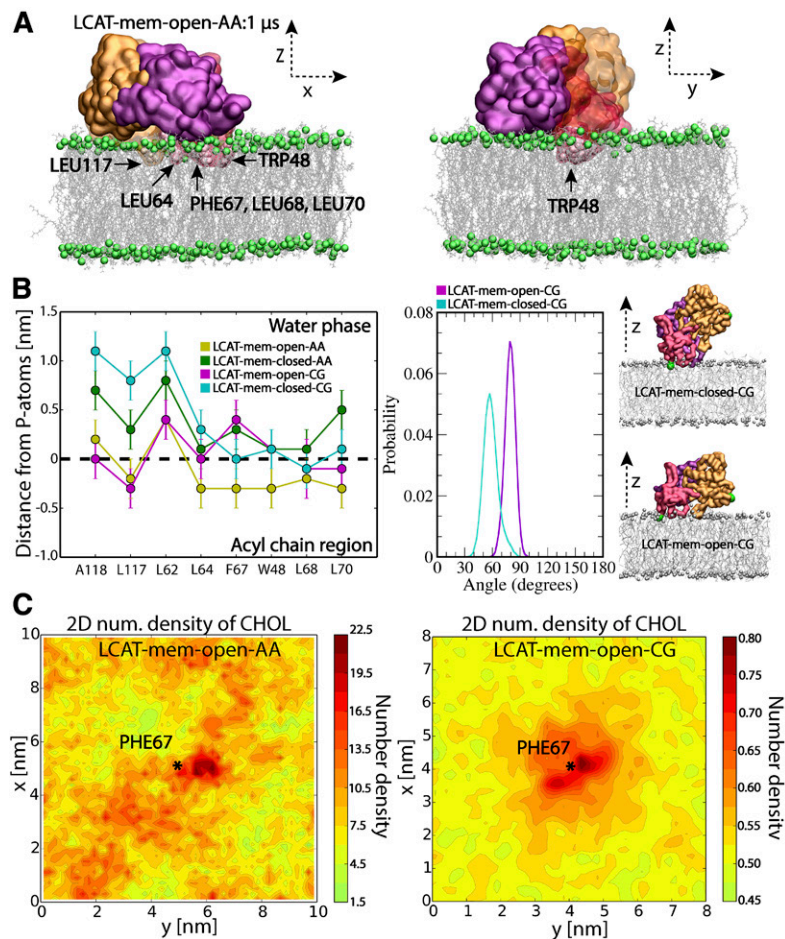 A
LCAT-mem-open-AA:1 μs
z
x
z
y
LEU117
TRP48
LEU64
PHE67, LEU68, LEU70
TRP48
B
Distance from P-atoms [nm]
1.5
1.0
0.5
0
-0.5
-1.0
Water phase
LCAT-mem-open-AA
LCAT-mem-closed-AA
LCAT-mem-open-CG
LCAT-mem-closed-CG
Acyl chain region
A118 L117 L62 L64 F67 W48 L68 L70
LCAT-mem-open-CG
LCAT-mem-closed-CG
Probability
0.08
0.06
0.04
0.02
0
0 30 60 90 120 150 180
Angle (degrees)
z
LCAT-mem-closed-CG
z
LCAT-mem-open-CG
C
2D num. density of CHOL
LCAT-mem-open-AA
x [nm]
10
8
6
4
2
0
PHE67
*
0 2 4 6 8 10
y [nm]
22.5
19.5
16.5
13.5
10.5
7.5
4.5
1.5
Number density
2D num. density of CHOL
LCAT-mem-open-CG
x [nm]
8
7
6
5
4
3
2
1
0
PHE67
*
0 1 2 3 4 5 6 7 8
y [nm]
0.80
0.75
0.70
0.65
0.60
0.55
0.50
0.45
Number density